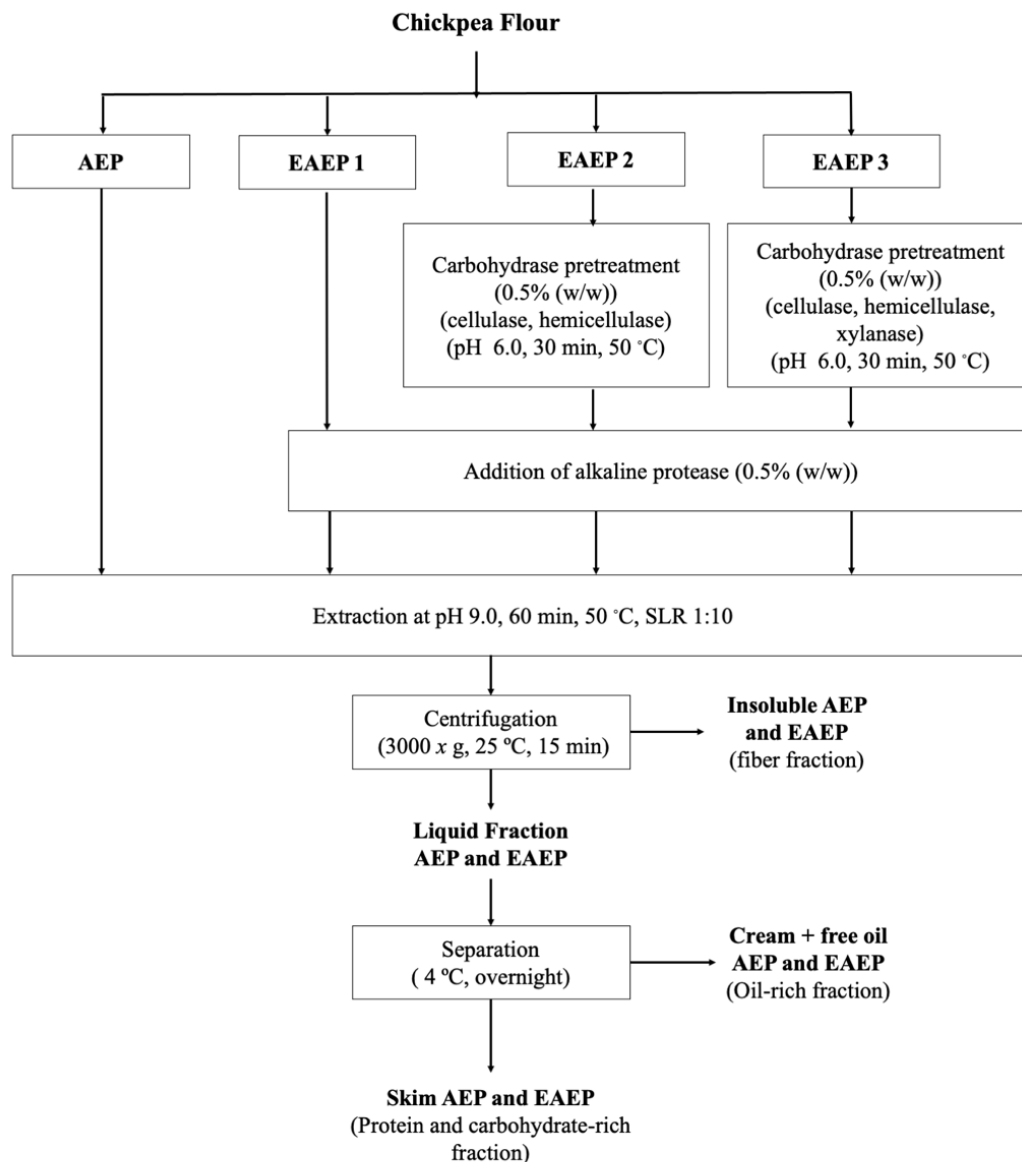 Chickpea Flour
AEP
EAEP 1
EAEP 2
EAEP 3
Carbohydrase pretreatment
(0.5% (w/w))
(cellulase, hemicellulase)
(pH 6.0, 30 min, 50 °C)
Carbohydrase pretreatment
(0.5% (w/w))
(cellulase, hemicellulase,
xylanase)
(pH 6.0, 30 min, 50 °C)
Addition of alkaline protease (0.5% (w/w))
Extraction at pH 9.0, 60 min, 50 °C, SLR 1:10
Centrifugation
(3000 x g, 25 ºC, 15 min)
Insoluble AEP
and EAEP
(fiber fraction)
Liquid Fraction
AEP and EAEP
Separation
( 4 ºC, overnight)
Cream + free oil
AEP and EAEP
(Oil-rich fraction)
Skim AEP and EAEP
(Protein and carbohydrate-rich
fraction)